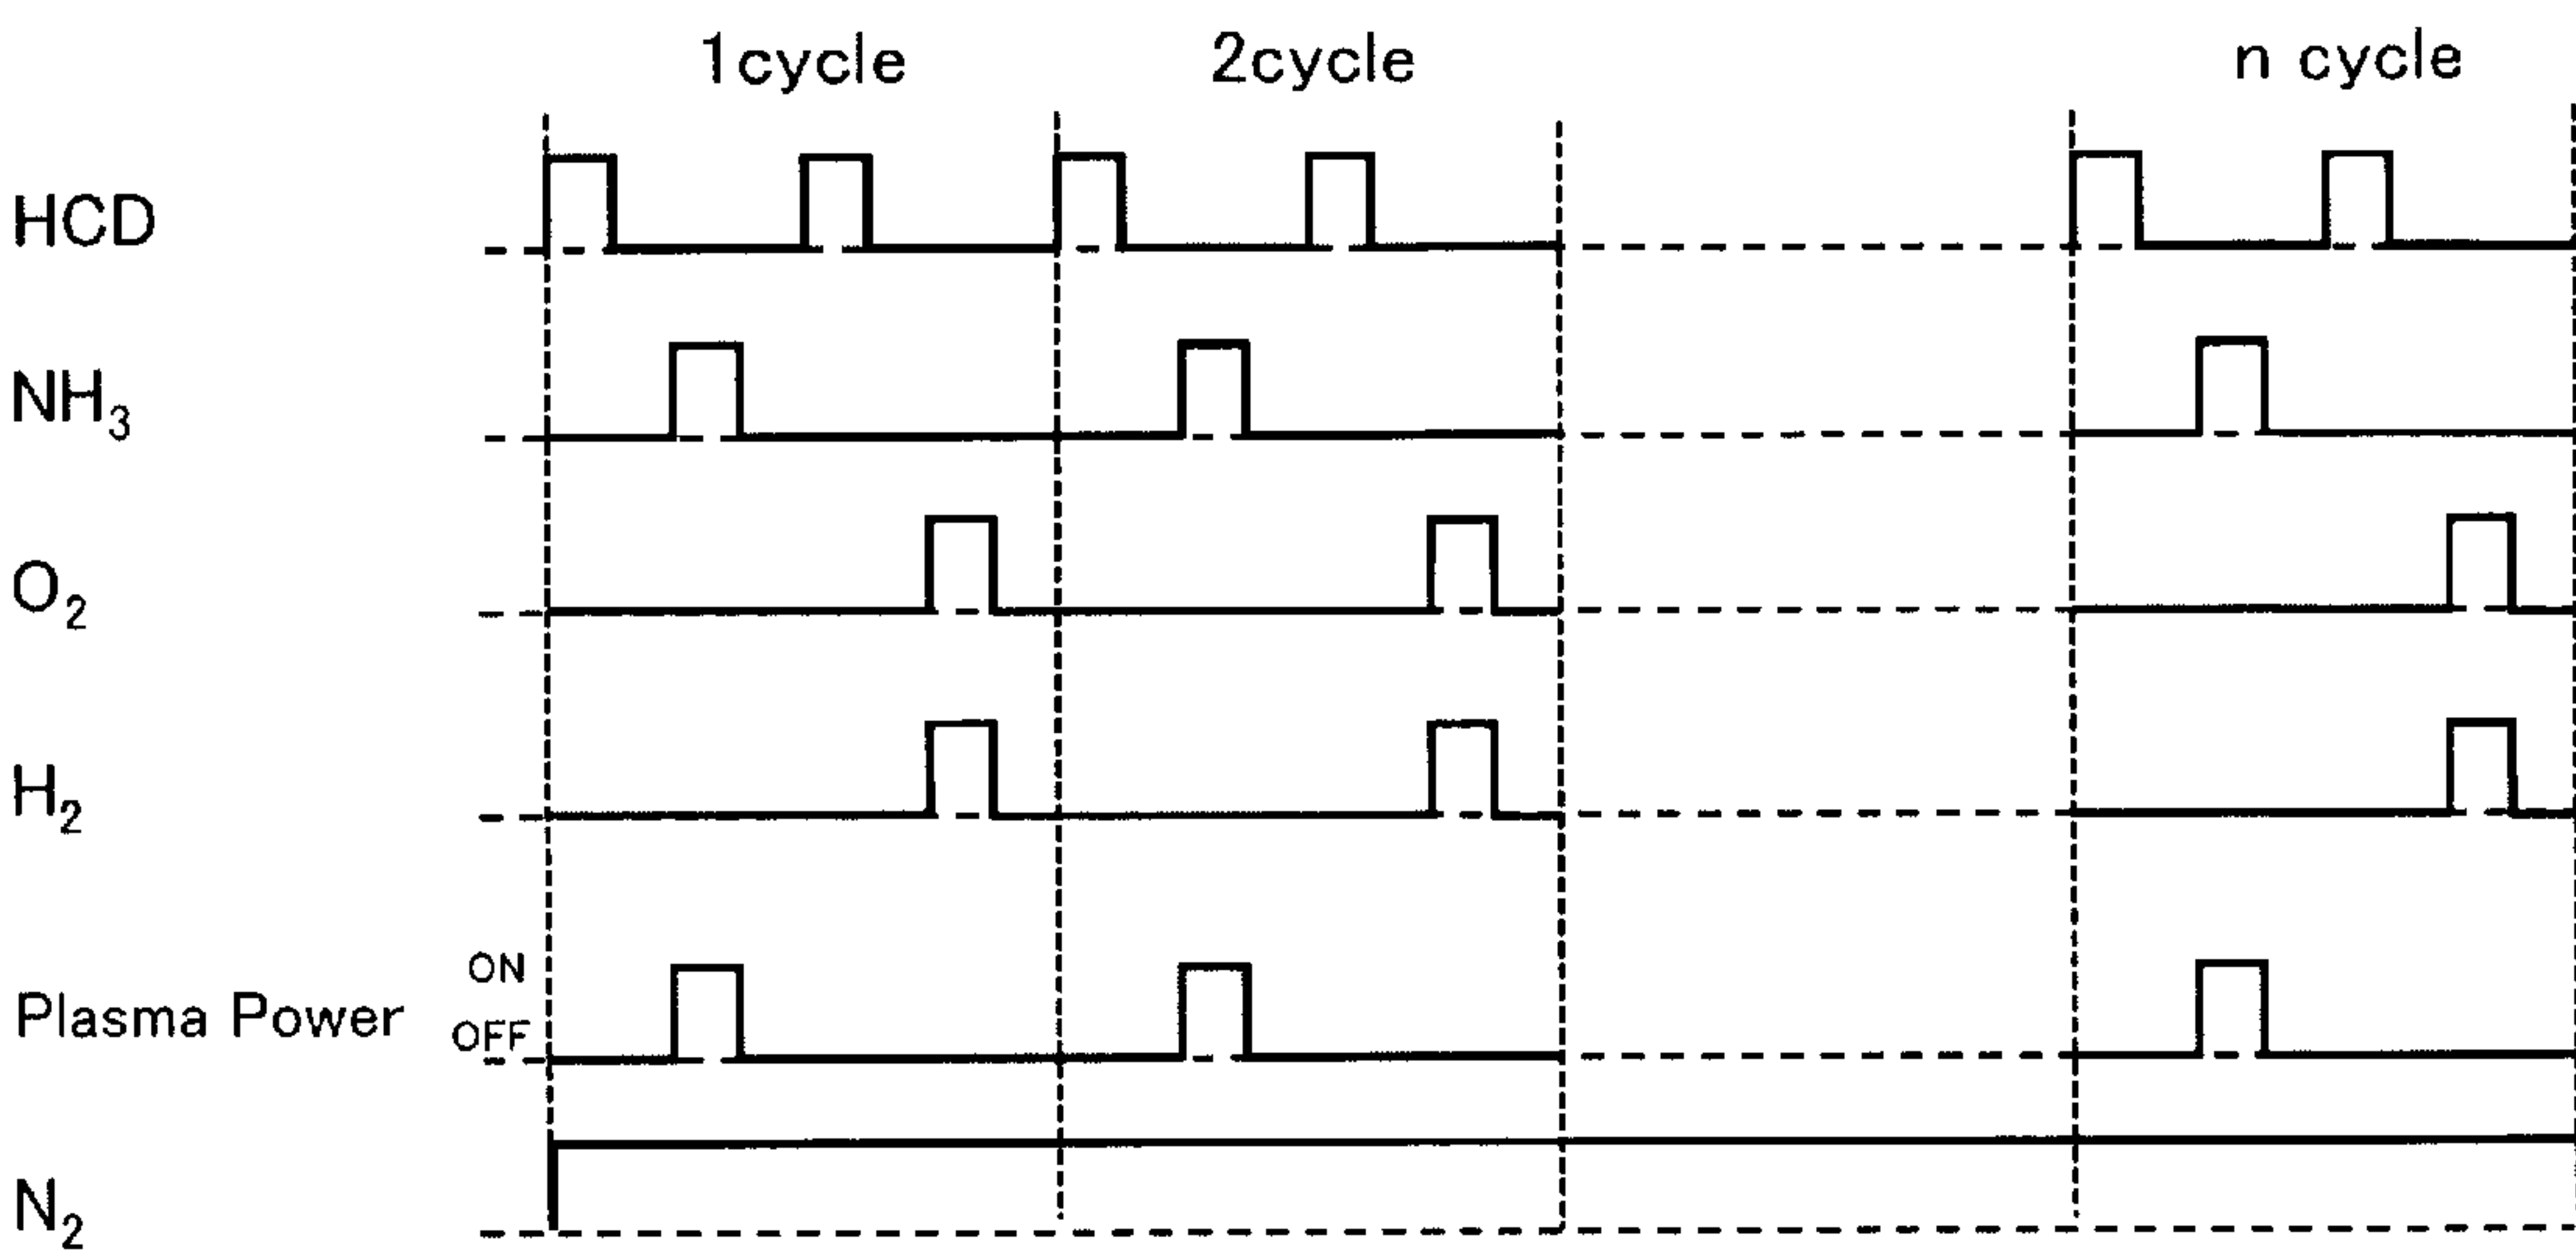 1cycle 2cycle n cycle
HCD
NH₃
O₂
H₂
ON
Plasma Power
OFF
N₂